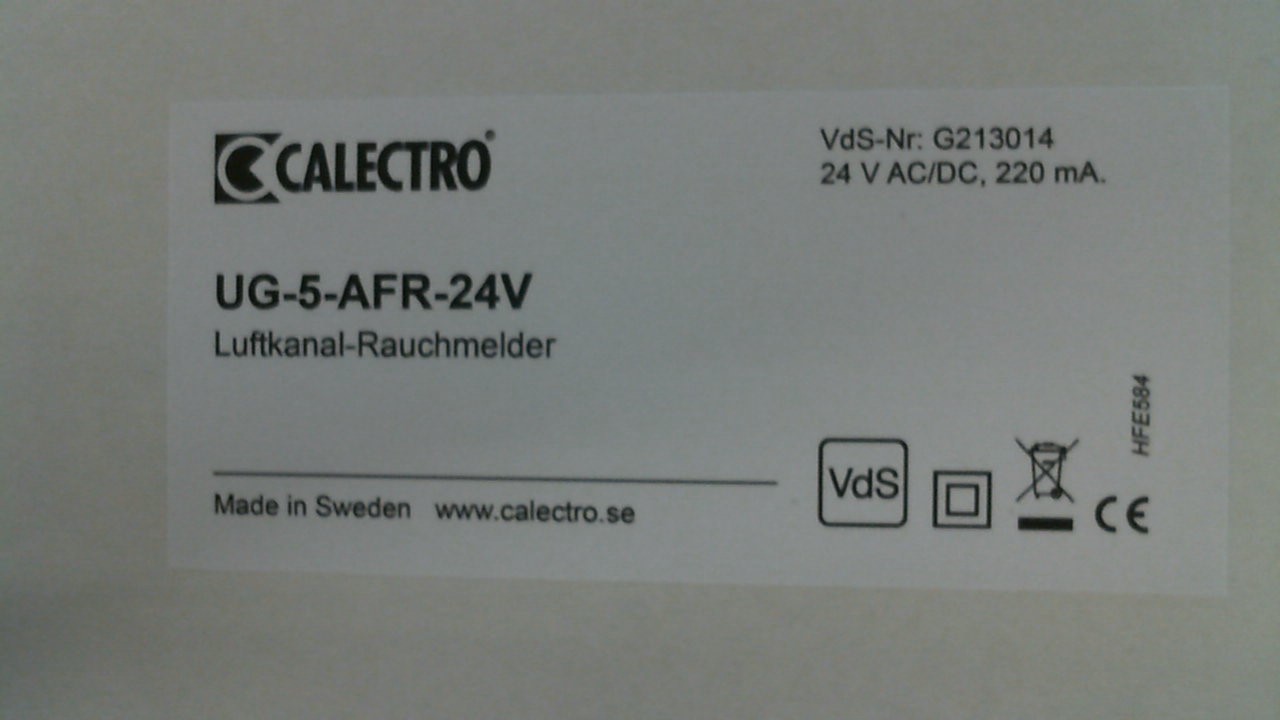 CALECTRO®
VdS-Nr: G213014
24 V AC/DC, 220 mA.
UG-5-AFR-24V
Luftkanal-Rauchmelder
HFE584
Made in Sweden www.calectro.se
VdS
CE